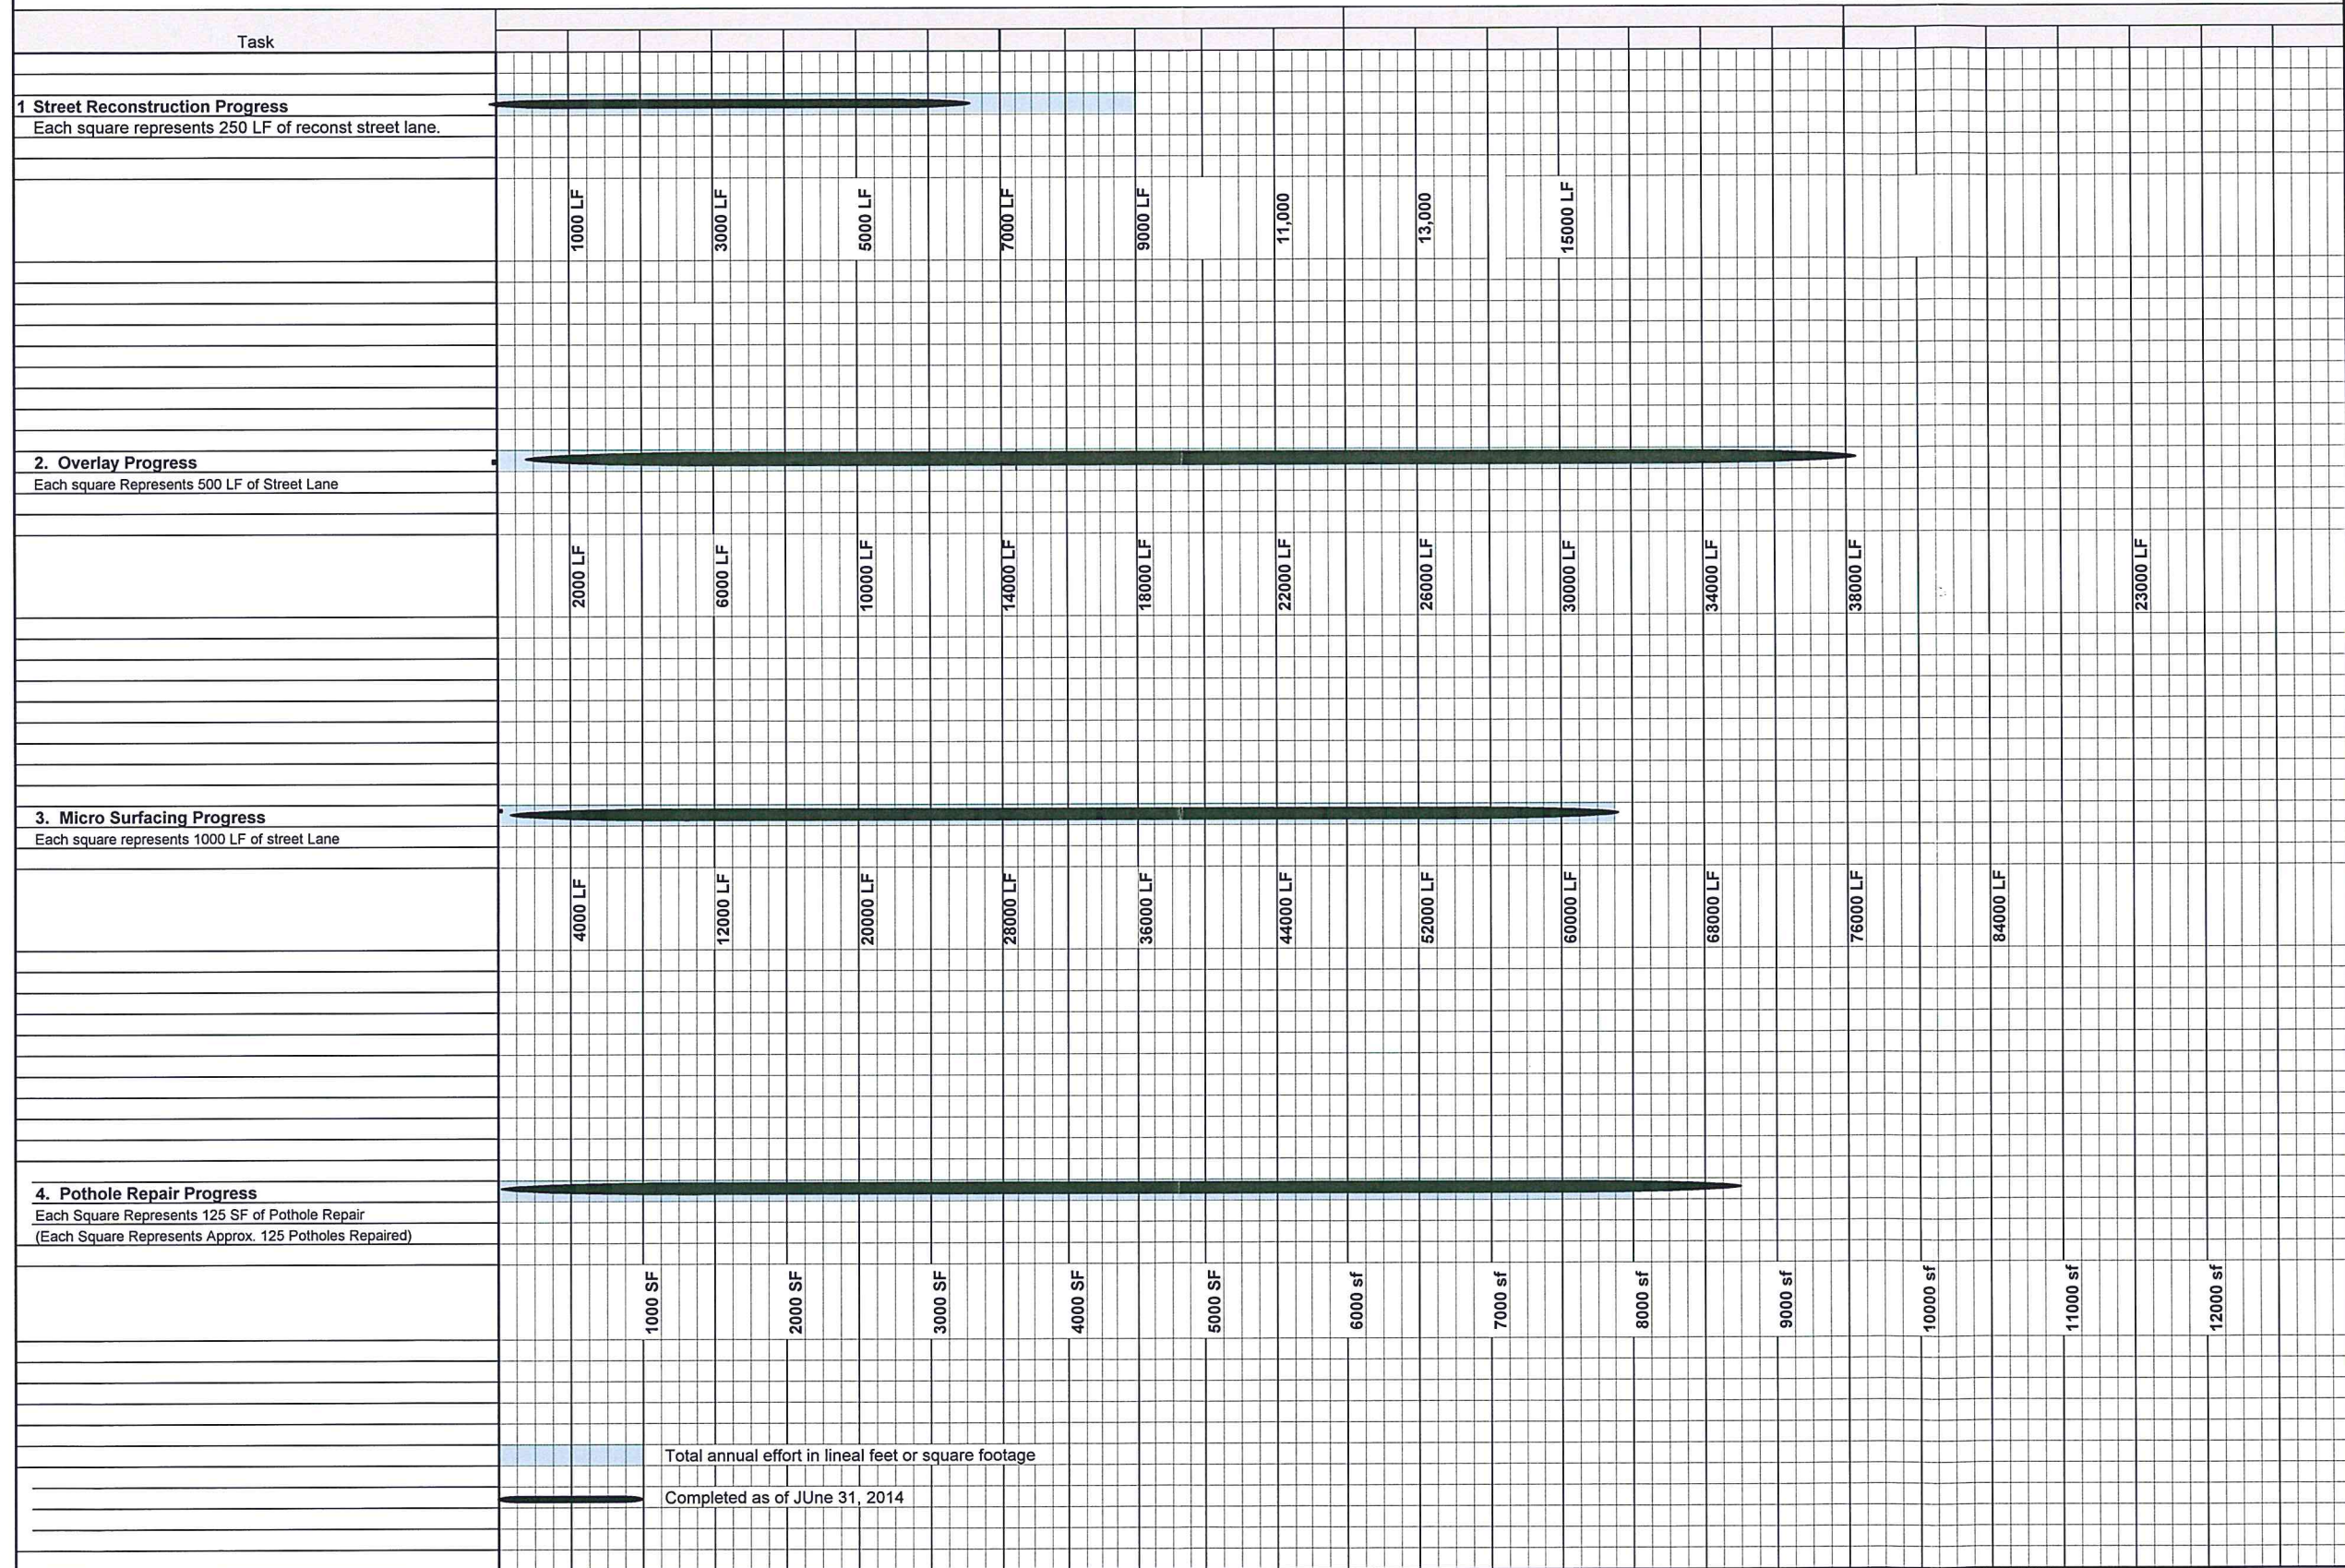 Task
1 Street Reconstruction Progress
Each square represents 250 LF of reconst street lane.
1000 LF
3000 LF
5000 LF
7000 LF
9000 LF
11,000
13,000
15000 LF
2. Overlay Progress
Each square Represents 500 LF of Street Lane
2000 LF
6000 LF
10000 LF
14000 LF
18000 LF
22000 LF
26000 LF
30000 LF
34000 LF
38000 LF
23000 LF
3. Micro Surfacing Progress
Each square represents 1000 LF of street Lane
4000 LF
12000 LF
20000 LF
28000 LF
36000 LF
44000 LF
52000 LF
60000 LF
68000 LF
76000 LF
84000 LF
4. Pothole Repair Progress
Each Square Represents 125 SF of Pothole Repair
(Each Square Represents Approx. 125 Potholes Repaired)
1000 SF
2000 SF
3000 SF
4000 SF
5000 SF
6000 sf
7000 sf
8000 sf
9000 sf
10000 sf
11000 sf
12000 sf
Total annual effort in lineal feet or square footage
Completed as of JUne 31, 2014